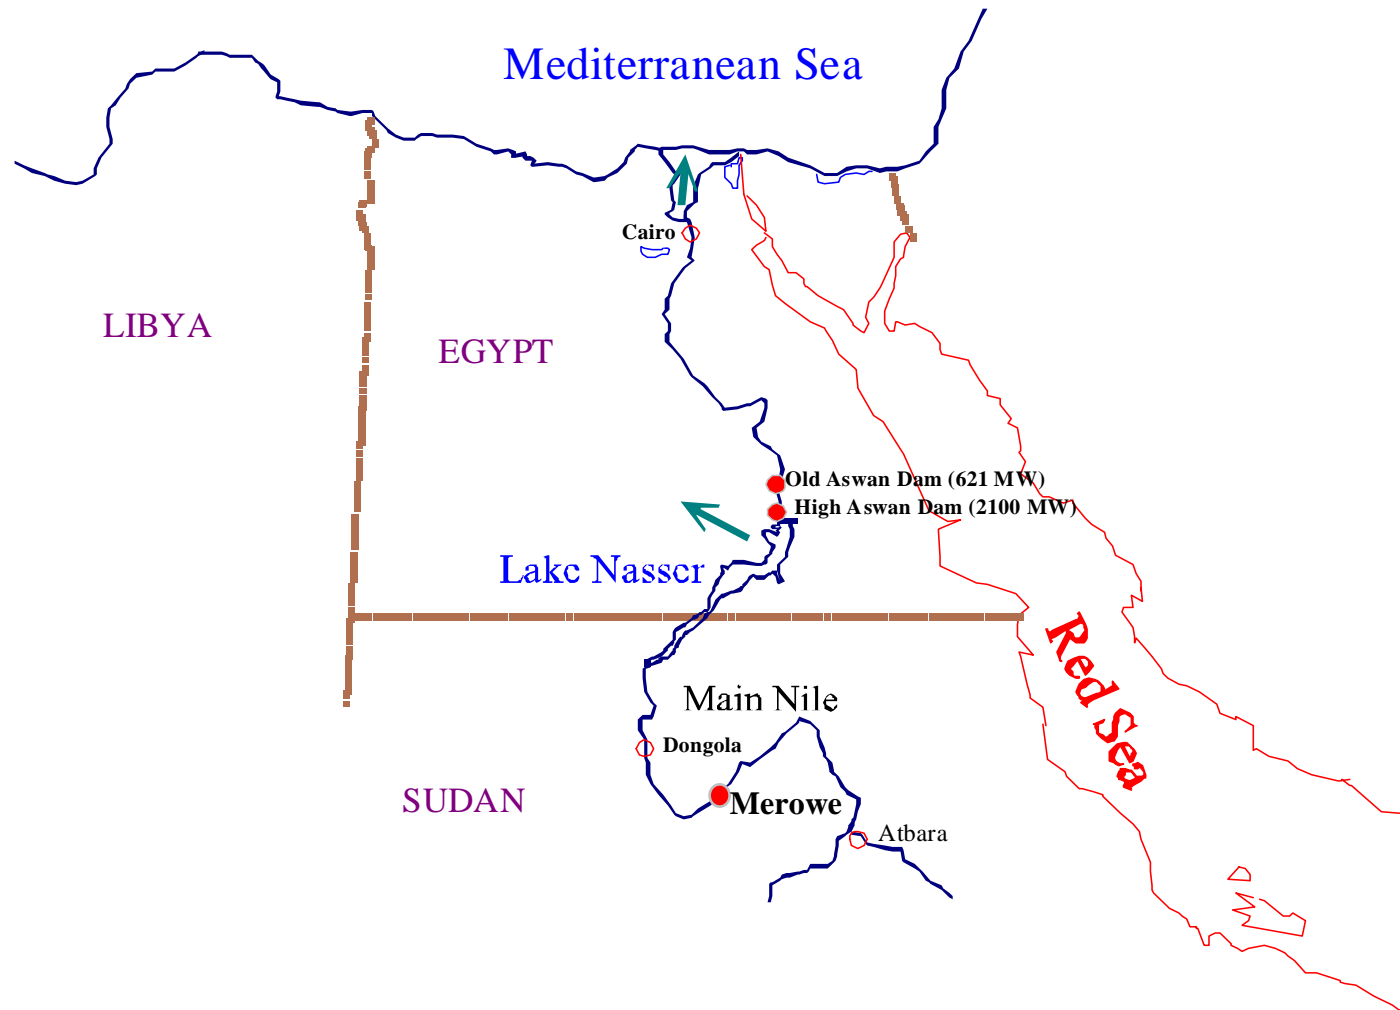 Mediterranean Sea
Cairo
LIBYA
EGYPT
Old Aswan Dam (621 MW)
High Aswan Dam (2100 MW)
Lake Nasser
Red Sea
Main Nile
Dongola
SUDAN
Merowe
Atbara